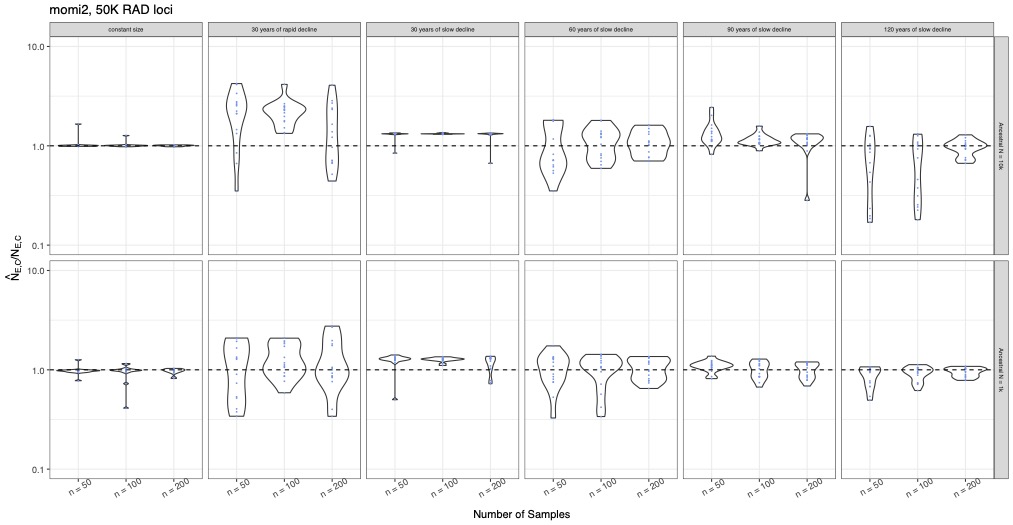 momi2, 50K RAD loci
constant size
30 years of rapid decline
30 years of slow decline
60 years of slow decline
90 years of slow decline
120 years of slow decline
10.0
1.0
0.1
Ancestral N = 10k
N̂E,C/NE,C
10.0
1.0
0.1
Ancestral N = 1k
n = 50
n = 100
n = 200
n = 50
n = 100
n = 200
n = 50
n = 100
n = 200
n = 50
n = 100
n = 200
n = 50
n = 100
n = 200
n = 50
n = 100
n = 200
Number of Samples